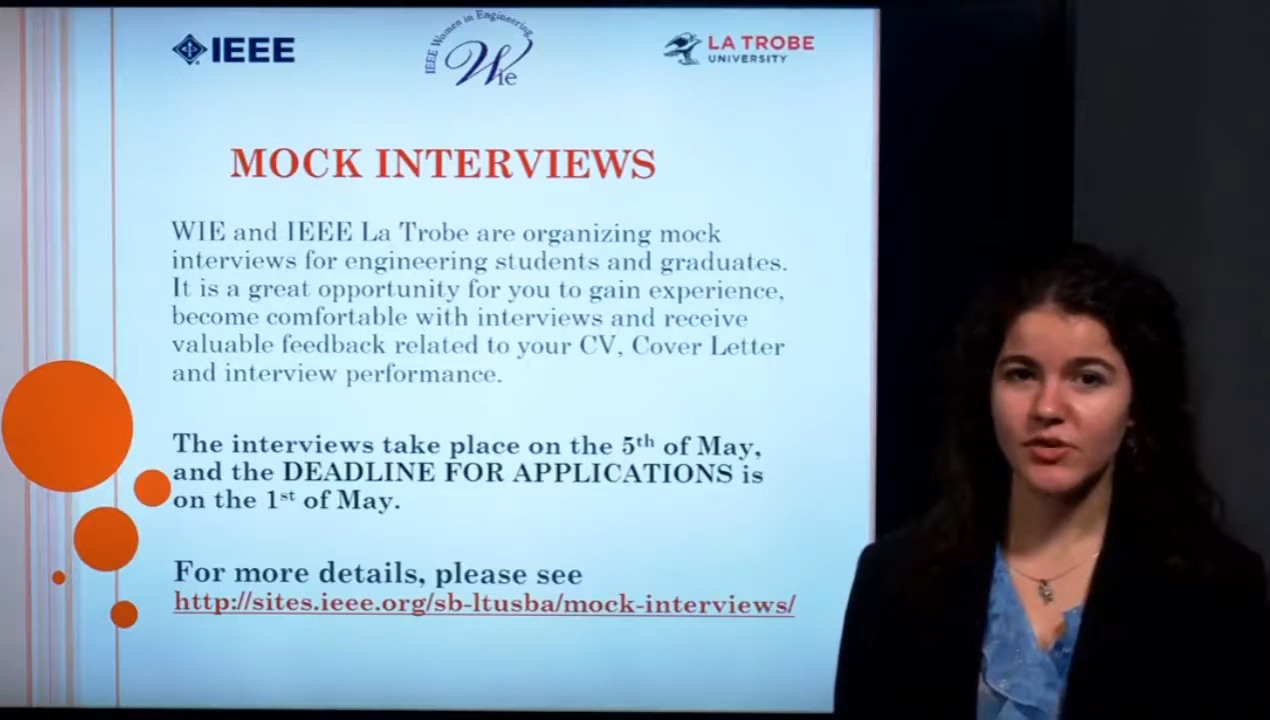 IEEE
IEEE Women in Engineering
Wie
LA TROBE
UNIVERSITY
MOCK INTERVIEWS
WIE and IEEE La Trobe are organizing mock
interviews for engineering students and graduates.
It is a great opportunity for you to gain experience,
become comfortable with interviews and receive
valuable feedback related to your CV, Cover Letter
and interview performance.
The interviews take place on the 5th of May,
and the DEADLINE FOR APPLICATIONS is
on the 1st of May.
For more details, please see
http://sites.ieee.org/sb-ltusba/mock-interviews/